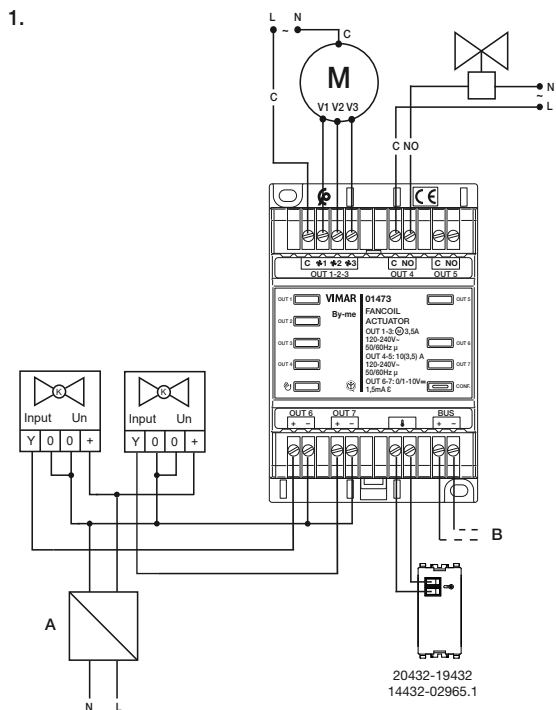 1.
L ~ N
C
C
M
V1 V2 V3
N
~
L
C NO
CE
C 1 2 3 C NO C NO
OUT 1-2-3 OUT 4 OUT 5
OUT 1
OUT 2
OUT 3
OUT 4
VIMAR
By-me
01473
FANCOIL
ACTUATOR
OUT 1-3: M 3,5A
120-240V~
50/60Hz µ
OUT 4-5: 10(3,5) A
120-240V~
50/60Hz µ
OUT 6-7: 0/1-10V
1,5mA £
OUT 5
OUT 6
OUT 7
CONF.
K
Input Un
Y 0 0 +
K
Input Un
Y 0 0 +
OUT 6 OUT 7 BUS
+ − + − + −
B
A
N L
20432-19432
14432-02965.1